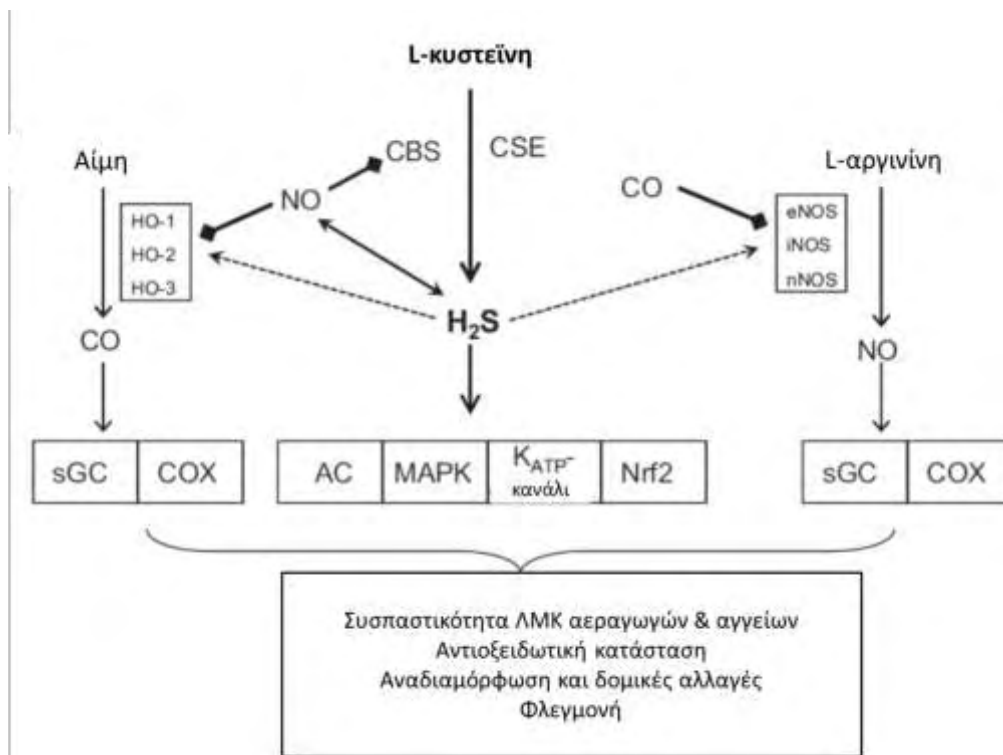 L-κυστεΐνη
Αίμη
CBS
CSE
L-αργινίνη
NO
CO
HO-1
HO-2
HO-3
eNOS
iNOS
nNOS
H₂S
CO
NO
sGC COX
AC MAPK K_ATP- κανάλι Nrf2
sGC COX
Συσπαστικότητα ΛΜΚ αεραγωγών & αγγείων
Αντιοξειδωτική κατάσταση
Αναδιαμόρφωση και δομικές αλλαγές
Φλεγμονή